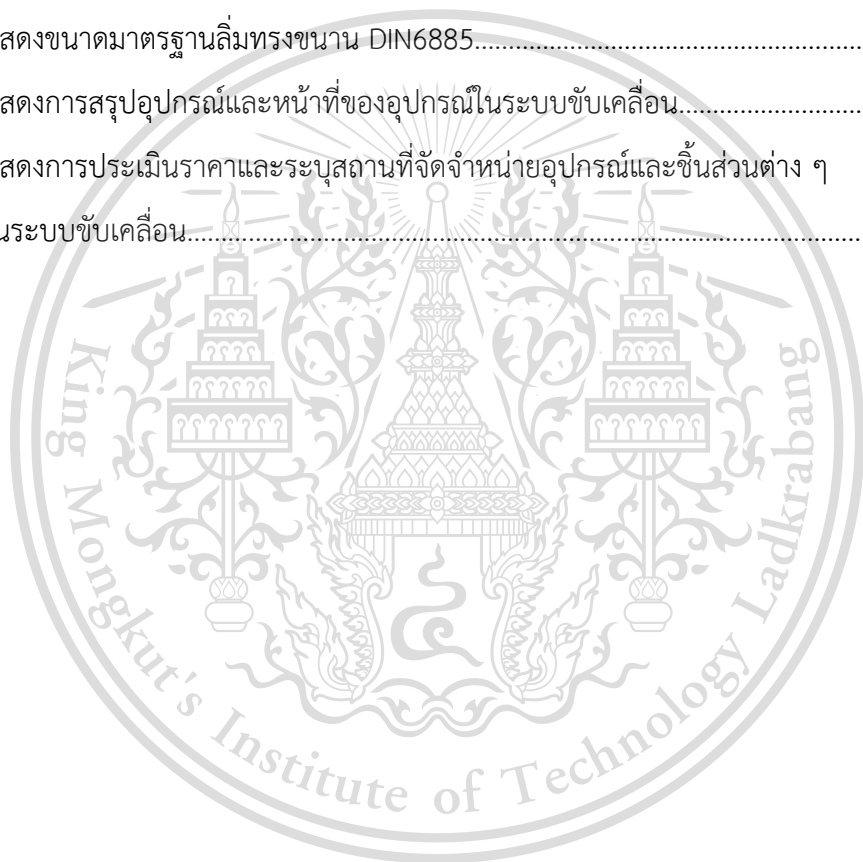 สดงขนาดมาตรฐานลิ่มทรงขนาน DIN6885
สดงการสรุปอุปกรณ์และหน้าที่ของอุปกรณ์ในระบบขับเคลื่อน
สดงการประเมินราคาและระบุสถานที่จัดจำหน่ายอุปกรณ์และชิ้นส่วนต่าง ๆ
นระบบขับเคลื่อน
King Mongkut's Institute of Technology Ladkrabang